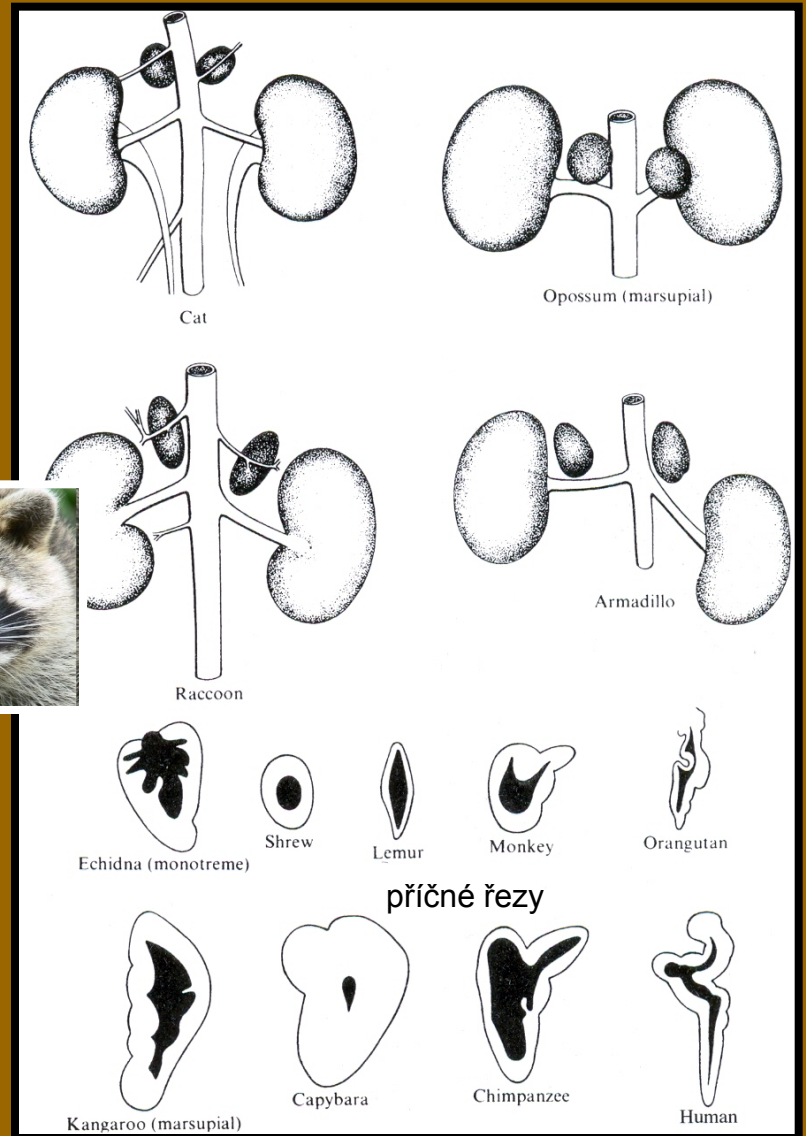 Cat
Opossum (marsupial)
Raccoon
Armadillo
Echidna (monotreme)
Shrew
Lemur
Monkey
Orangutan
příčné řezy
Kangaroo (marsupial)
Capybara
Chimpanzee
Human